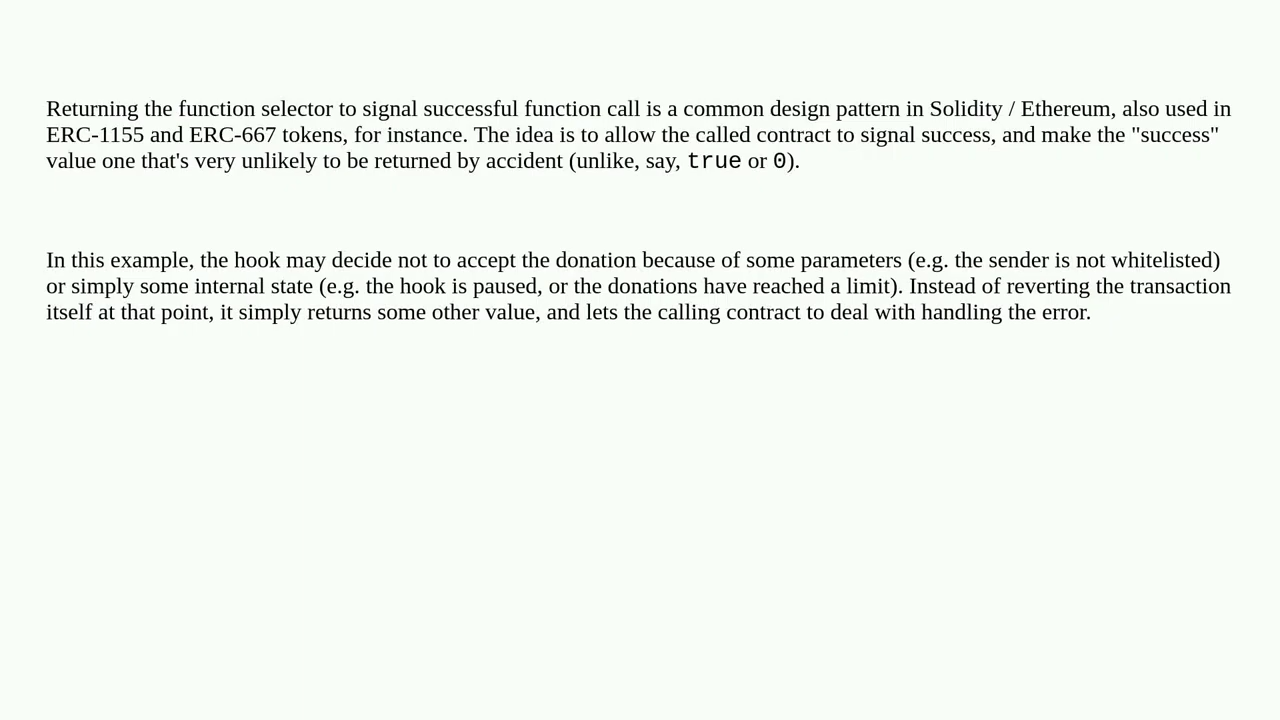 Returning the function selector to signal successful function call is a common design pattern in Solidity / Ethereum, also used in
ERC-1155 and ERC-667 tokens, for instance. The idea is to allow the called contract to signal success, and make the "success"
value one that's very unlikely to be returned by accident (unlike, say, true or 0).
In this example, the hook may decide not to accept the donation because of some parameters (e.g. the sender is not whitelisted)
or simply some internal state (e.g. the hook is paused, or the donations have reached a limit). Instead of reverting the transaction
itself at that point, it simply returns some other value, and lets the calling contract to deal with handling the error.